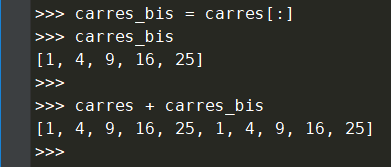 >>> carres_bis = carres[:]
>>> carres_bis
[1, 4, 9, 16, 25]
>>>
>>> carres + carres_bis
[1, 4, 9, 16, 25, 1, 4, 9, 16, 25]
>>>